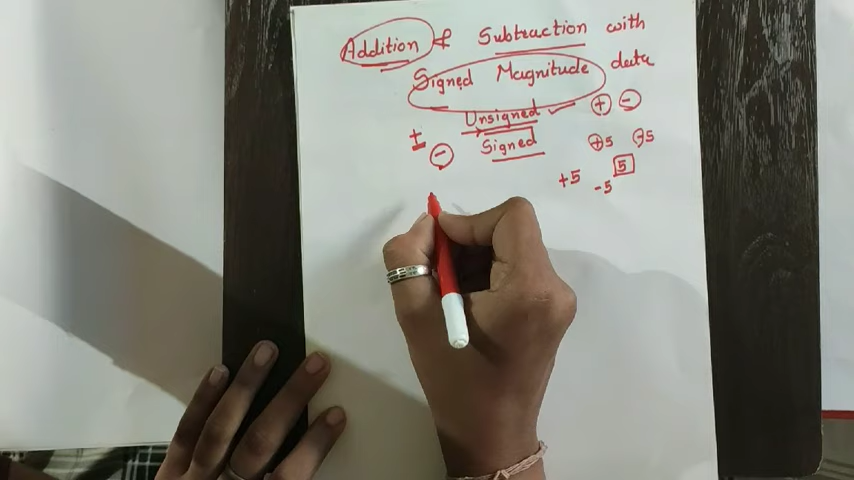 Addition & Subtraction with
Signed Magnitude data
Unsigned ✓ + -
± - Signed +5 -5
5
+5 -5